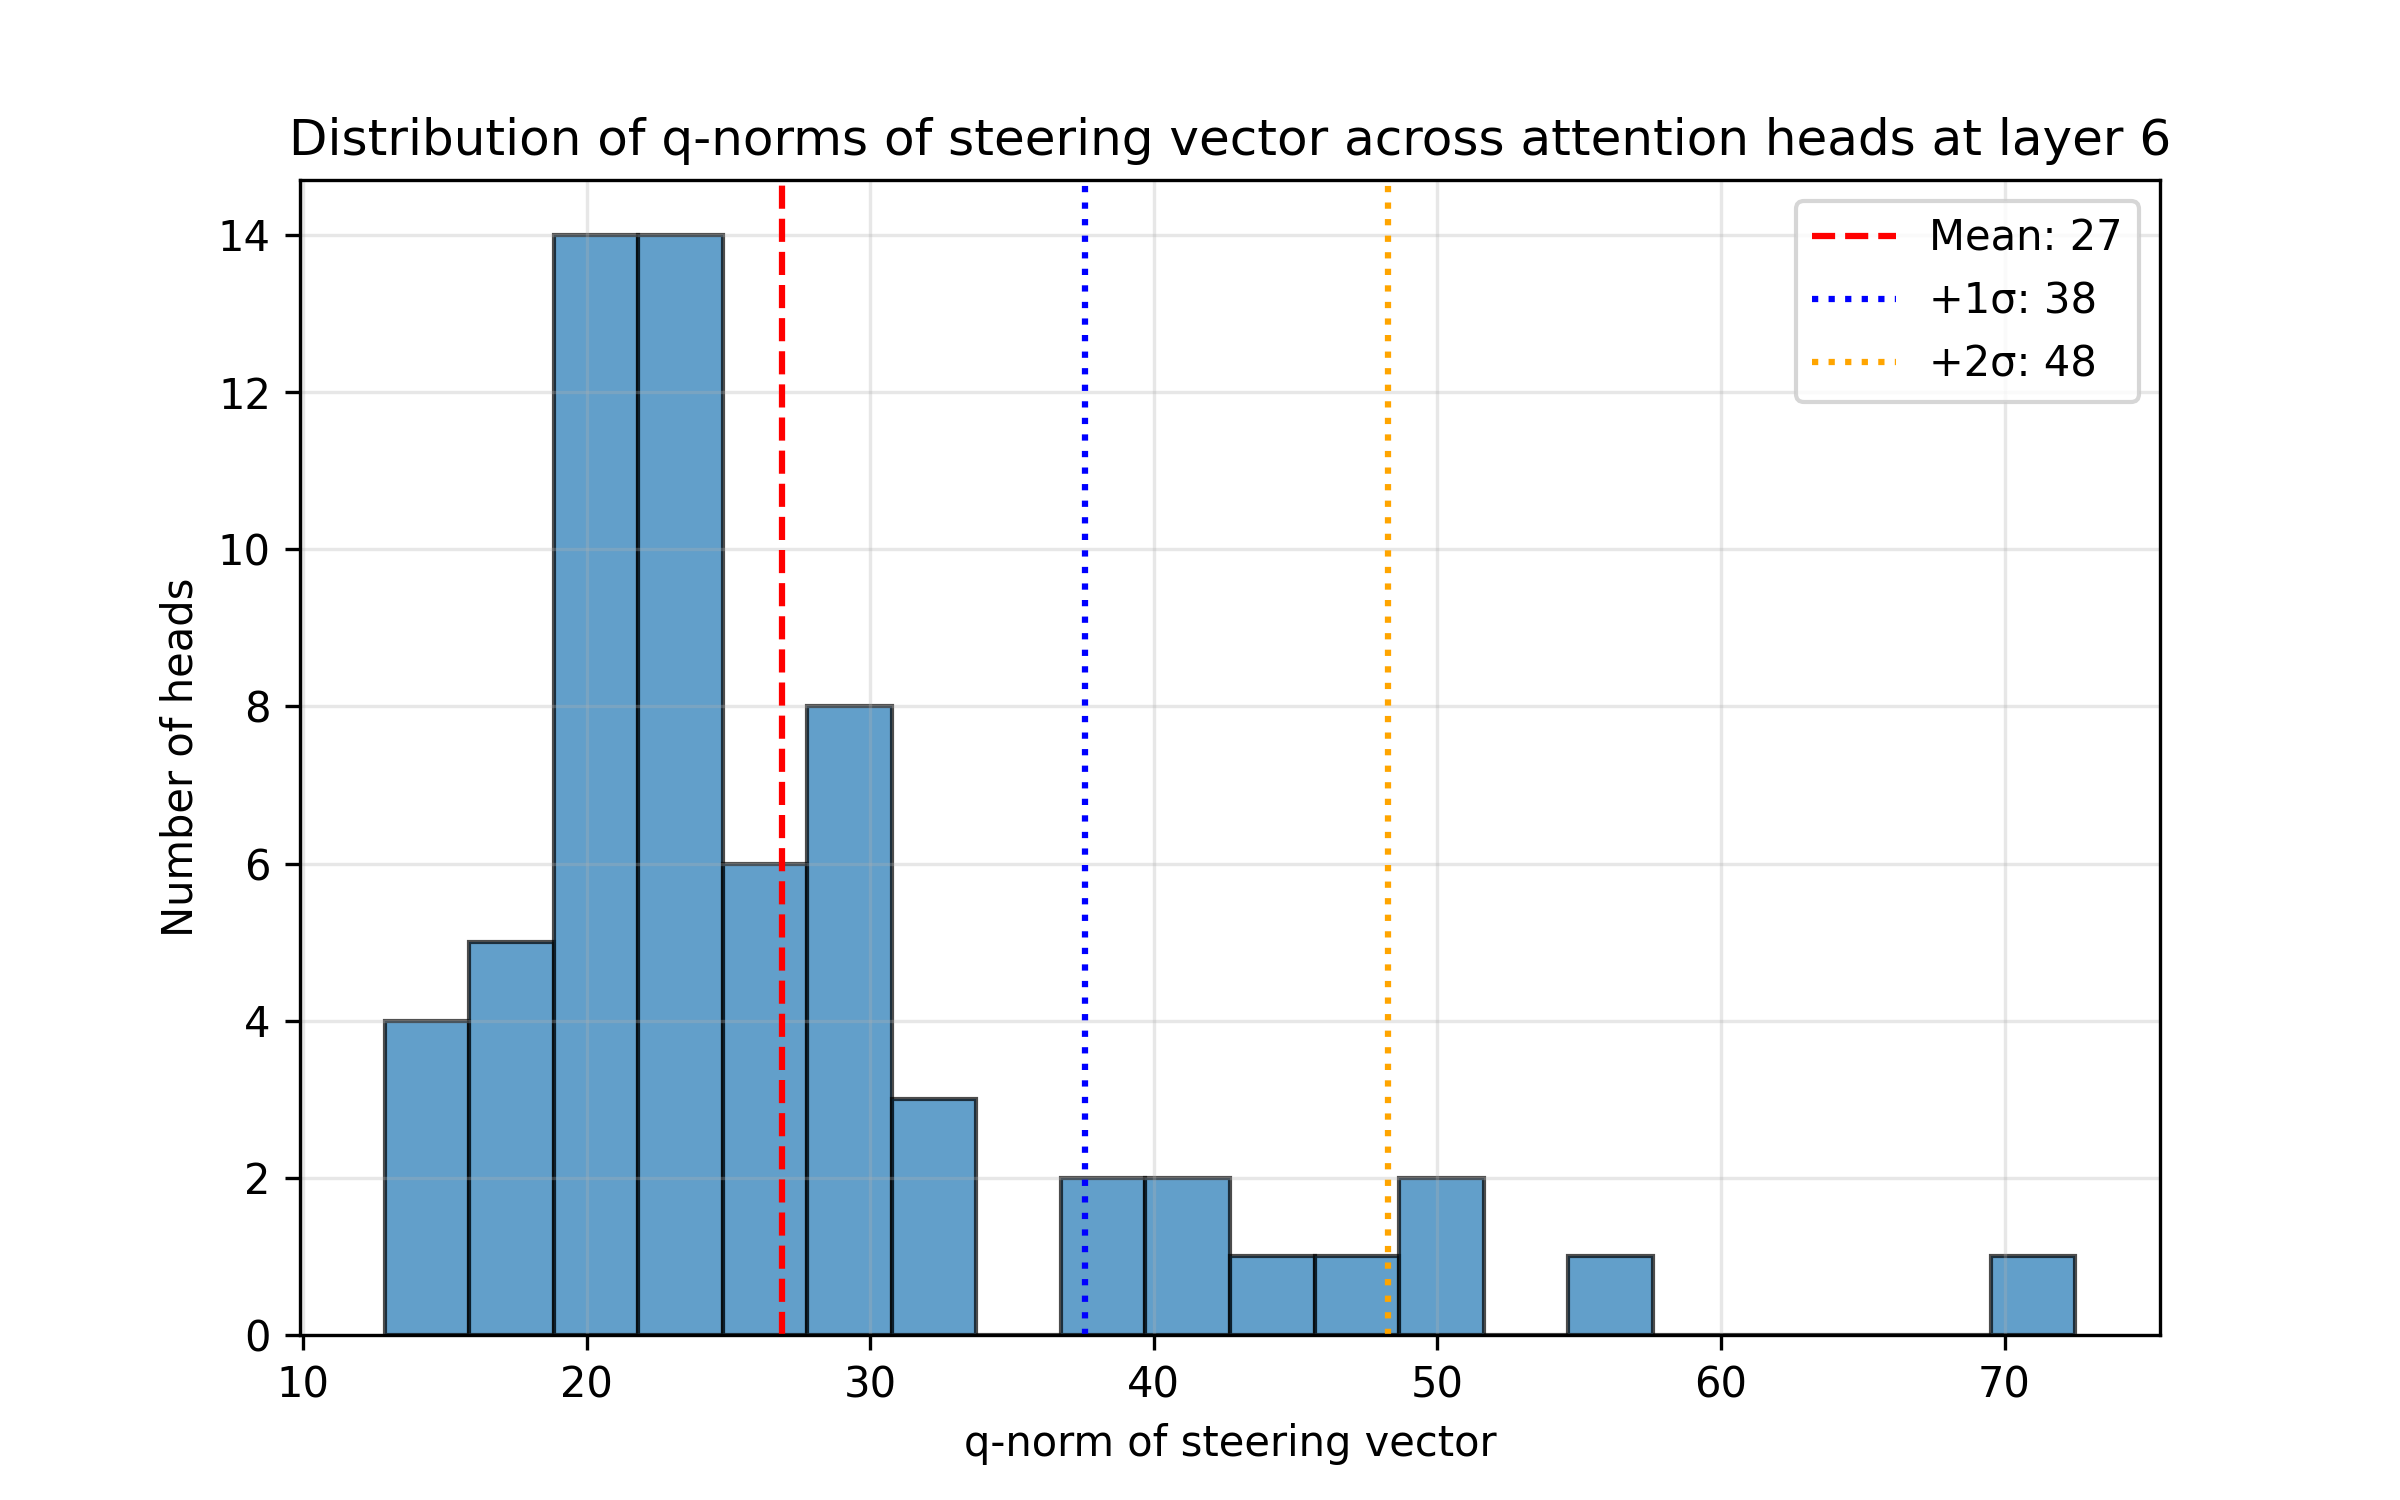 Distribution of q-norms of steering vector across attention heads at layer 6
Mean: 27
+1σ: 38
+2σ: 48
Number of heads
14
12
10
8
6
4
2
0
10 20 30 40 50 60 70
q-norm of steering vector